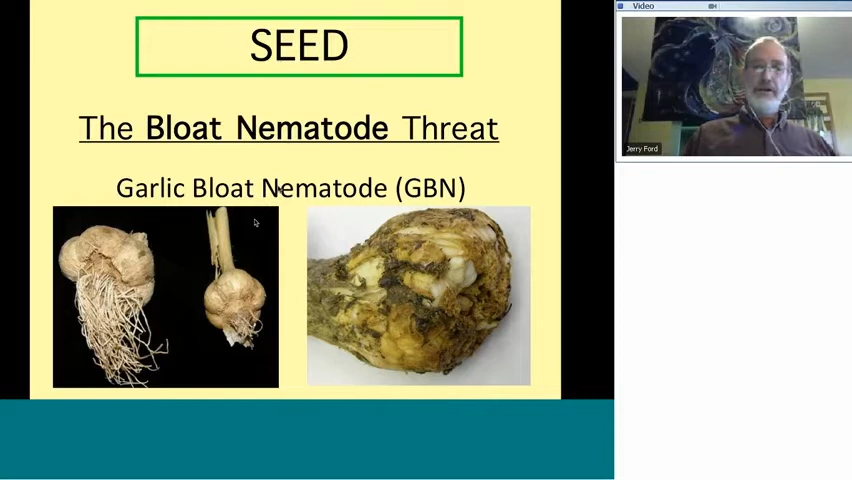 SEED
The Bloat Nematode Threat
Garlic Bloat Nematode (GBN)
Video
Jerry Ford